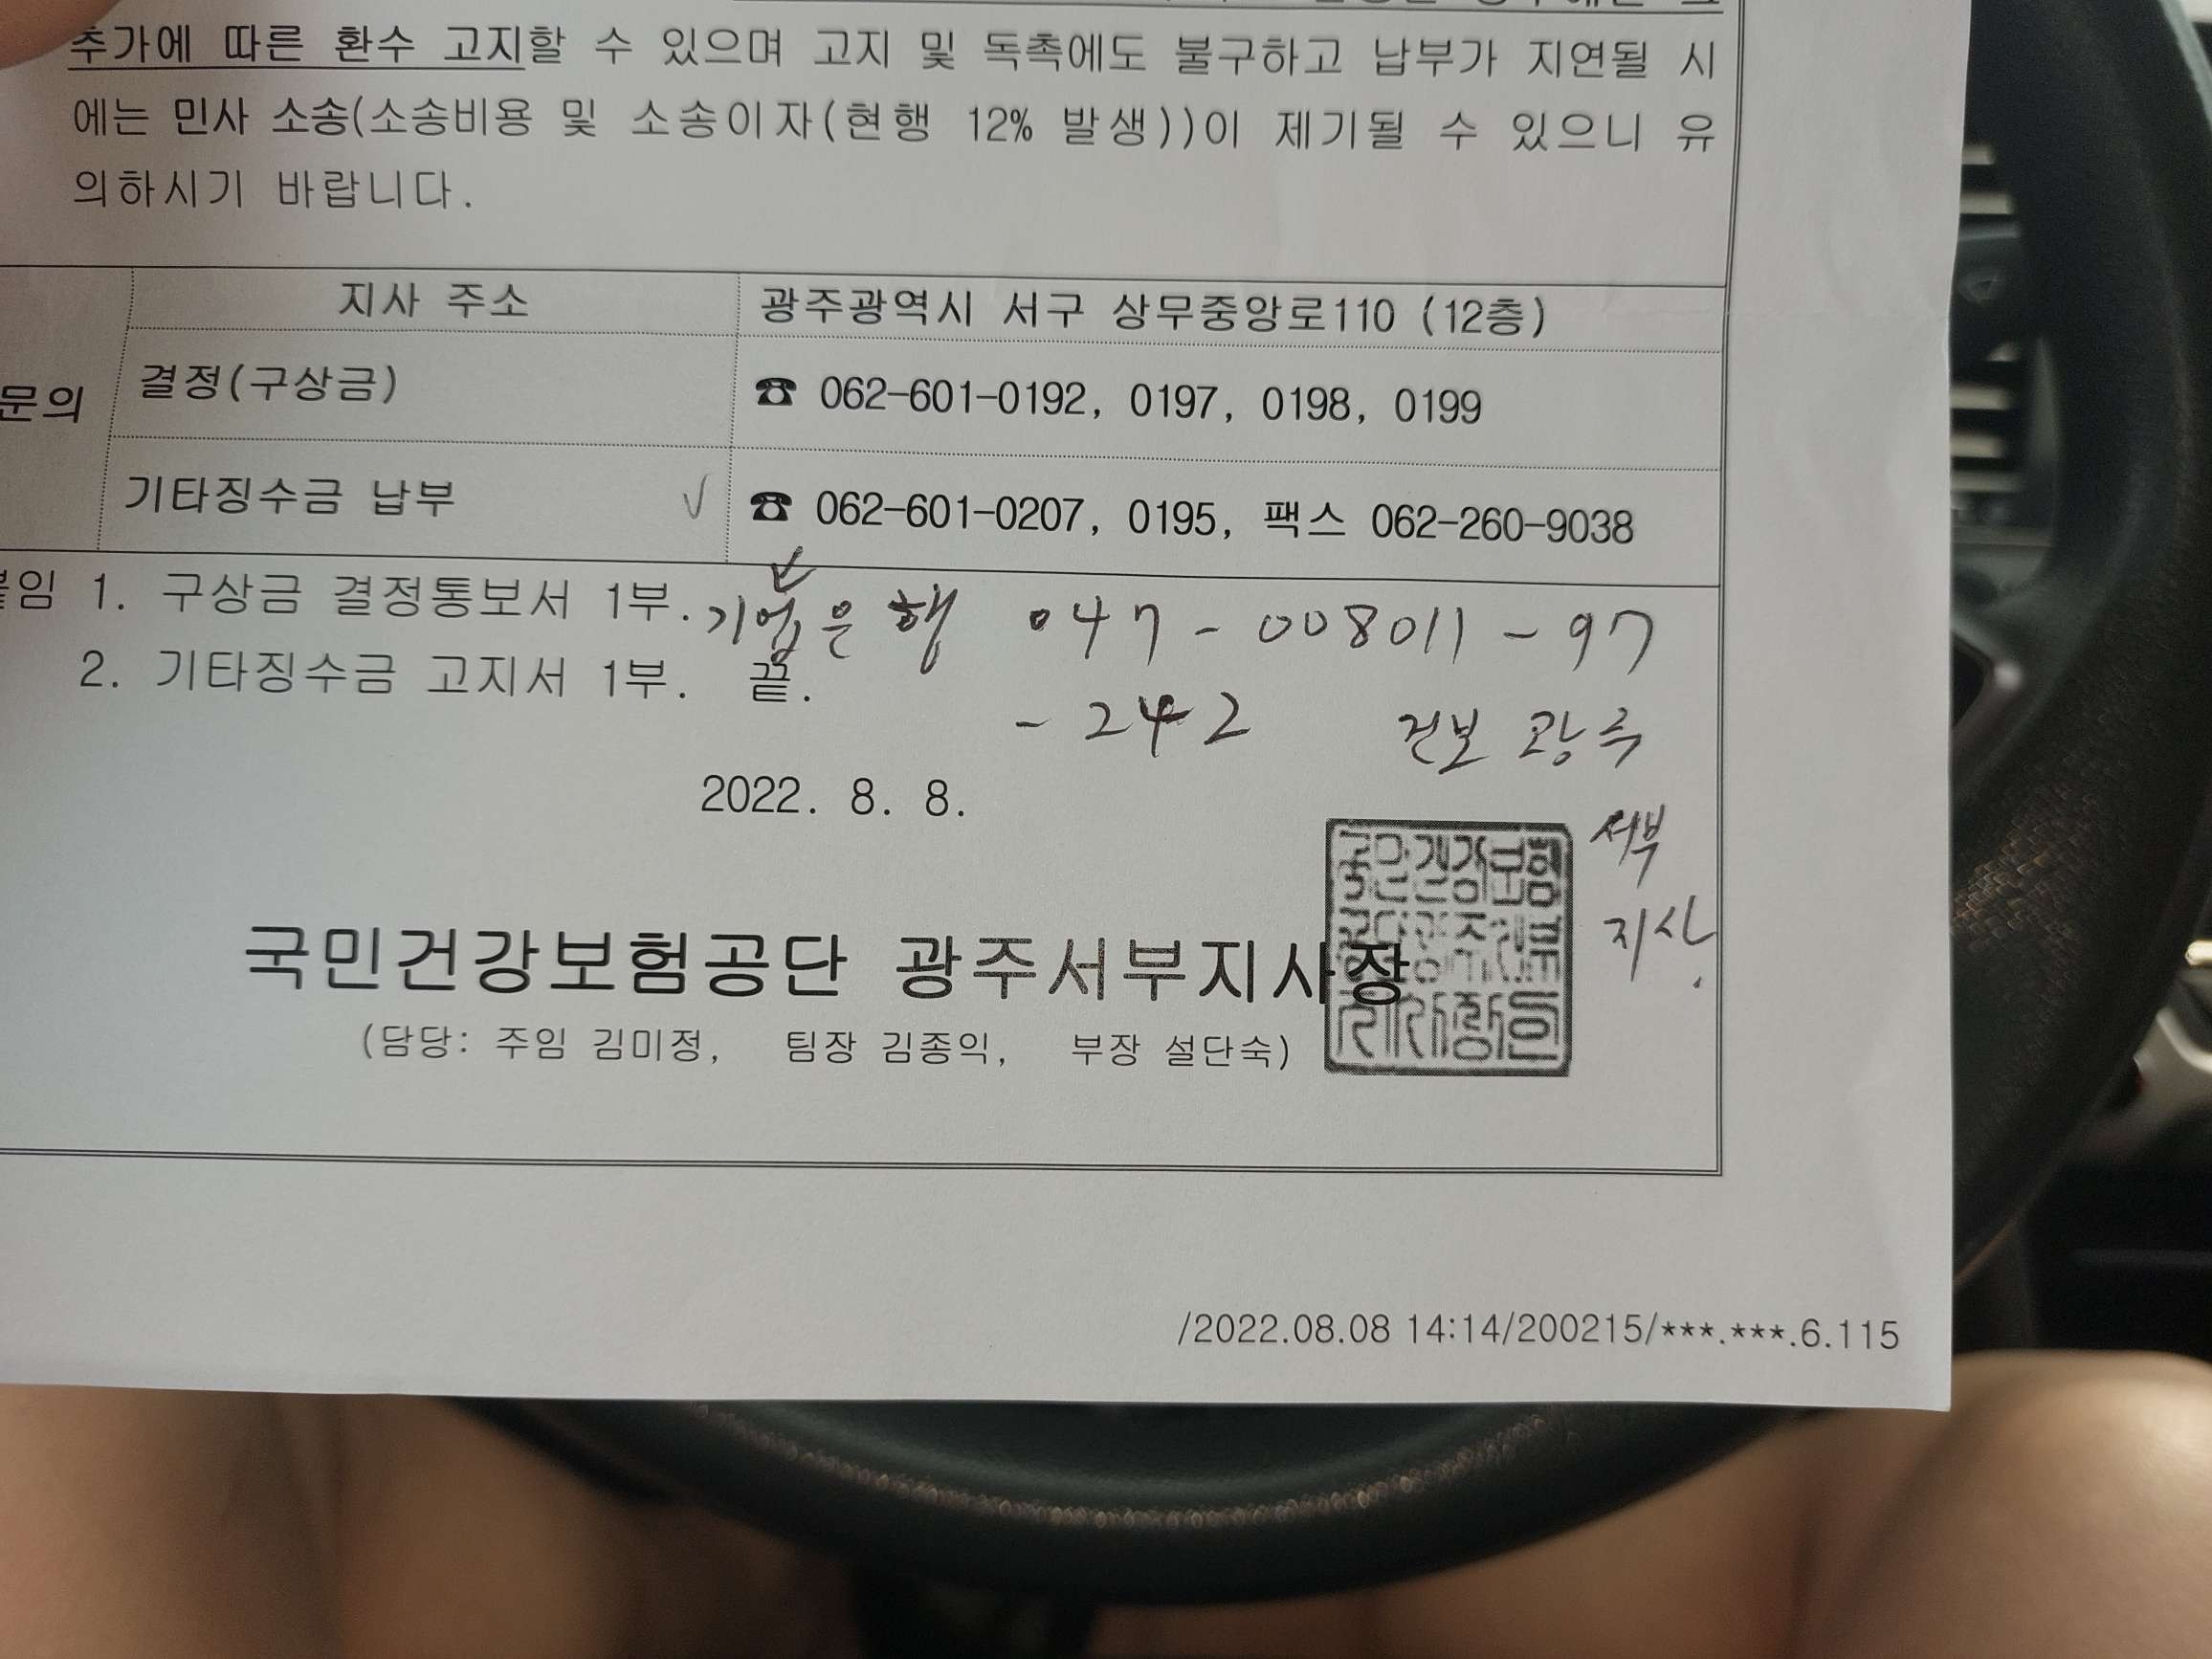 추가에 따른 환수 고지할 수 있으며 고지 및 독촉에도 불구하고 납부가 지연될 시
에는 민사 소송(소송비용 및 소송이자(현행 12% 발생))이 제기될 수 있으니 유
의하시기 바랍니다.
문의
지사 주소 광주광역시 서구 상무중앙로110 (12층)
결정(구상금) ☎ 062-601-0192, 0197, 0198, 0199
기타징수금 납부 √ ☎ 062-601-0207, 0195, 팩스 062-260-9038
붙임 1. 구상금 결정통보서 1부.
기업은행 047-008011-97
2. 기타징수금 고지서 1부. 끝.
-242 건보 광주
서부
지사.
2022. 8. 8.
국민건강보험공단 광주서부지사장
(담당: 주임 김미정, 팀장 김종익, 부장 설단숙)
/2022.08.08 14:14/200215/***.***.6.115